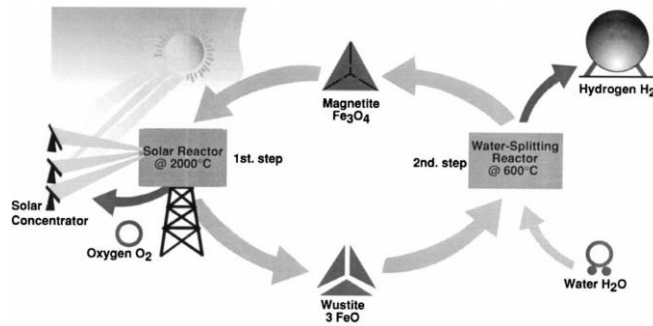 Magnetite
Fe3O4
Hydrogen H2
Solar Reactor
@ 2000°C
1st. step
2nd. step
Water-Splitting
Reactor
@ 600°C
Solar
Concentrator
Oxygen O2
Wustite
3 FeO
Water H2O